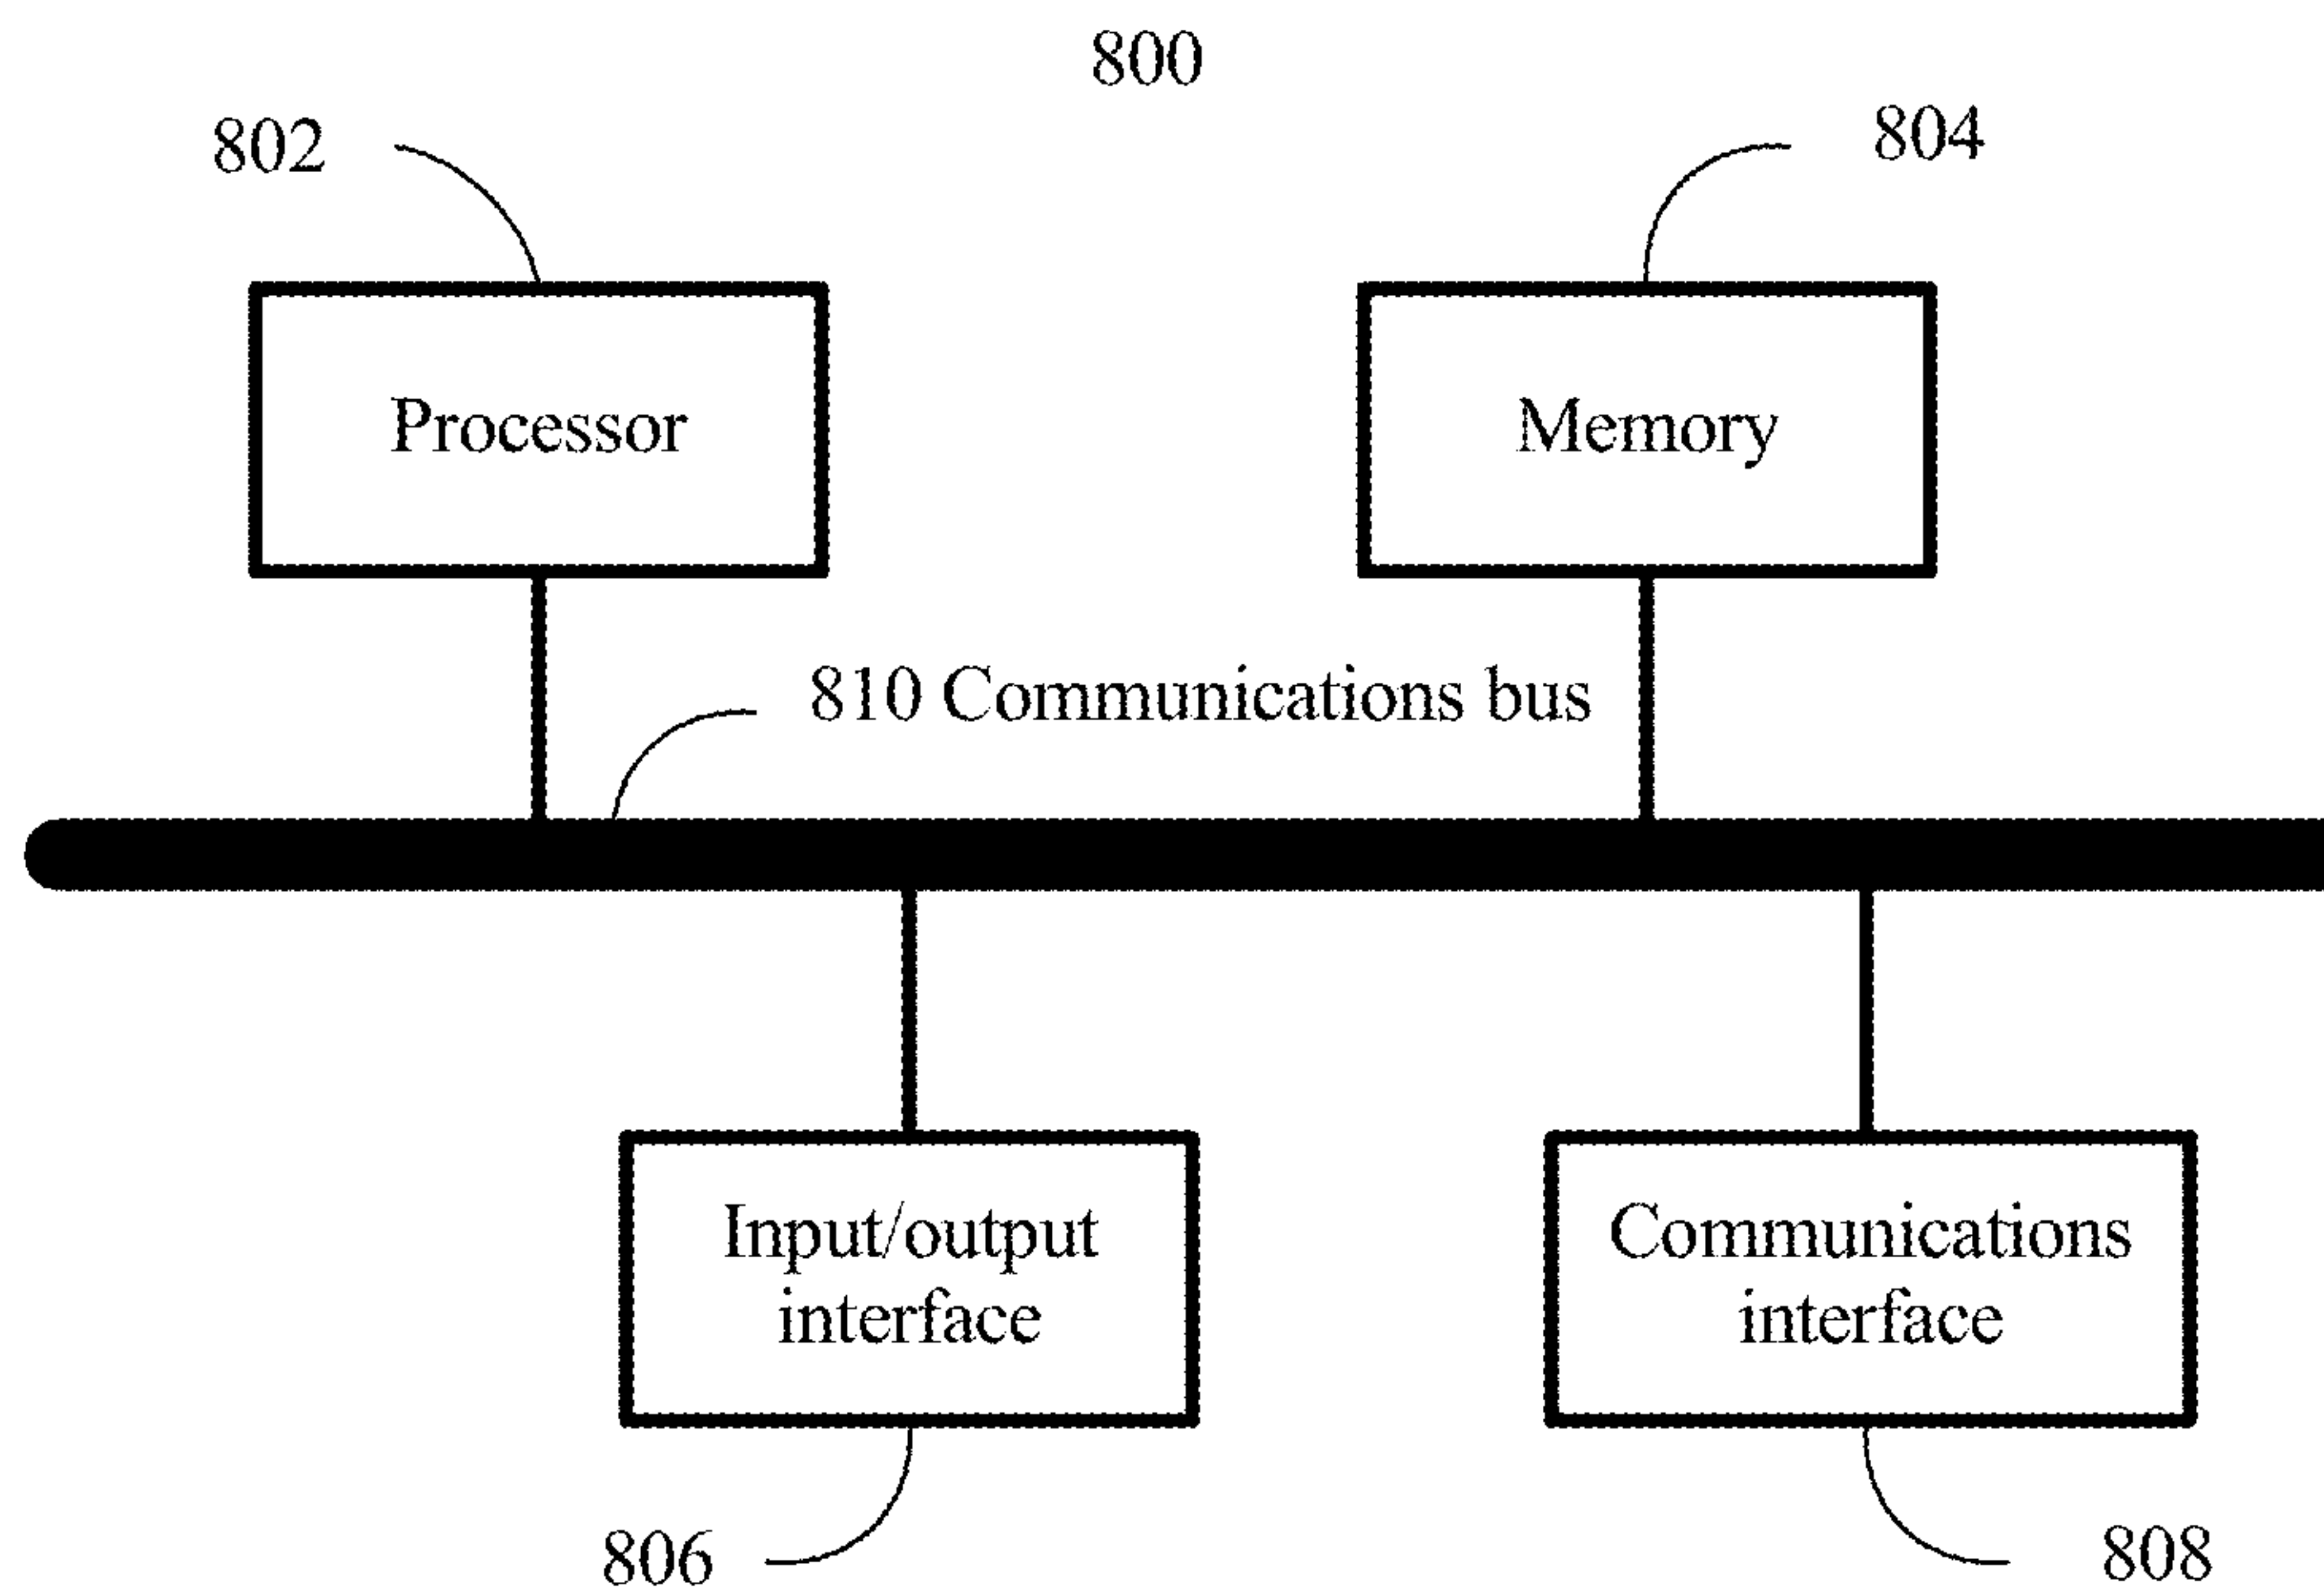 800
802
804
Processor
Memory
810 Communications bus
Input/output
interface
Communications
interface
806
808